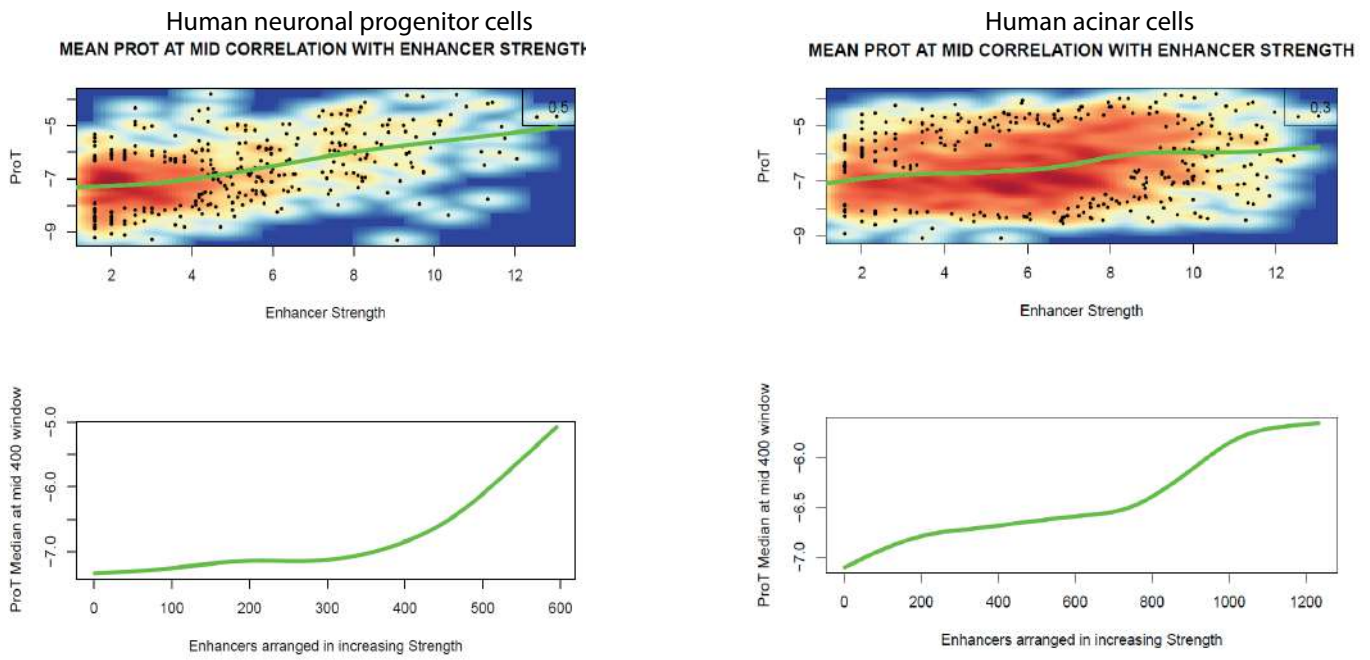 Human neuronal progenitor cells
MEAN PROT AT MID CORRELATION WITH ENHANCER STRENGTH
0.5
ProT
-5
-7
-9
2 4 6 8 10 12
Enhancer Strength
Human acinar cells
MEAN PROT AT MID CORRELATION WITH ENHANCER STRENGTH
0.3
ProT
-5
-7
-9
2 4 6 8 10 12
Enhancer Strength
ProT Median at mid 400 window
-5.0
-6.0
-7.0
0 100 200 300 400 500 600
Enhancers arranged in increasing Strength
ProT Median at mid 400 window
-6.0
-6.5
-7.0
0 200 400 600 800 1000 1200
Enhancers arranged in increasing Strength